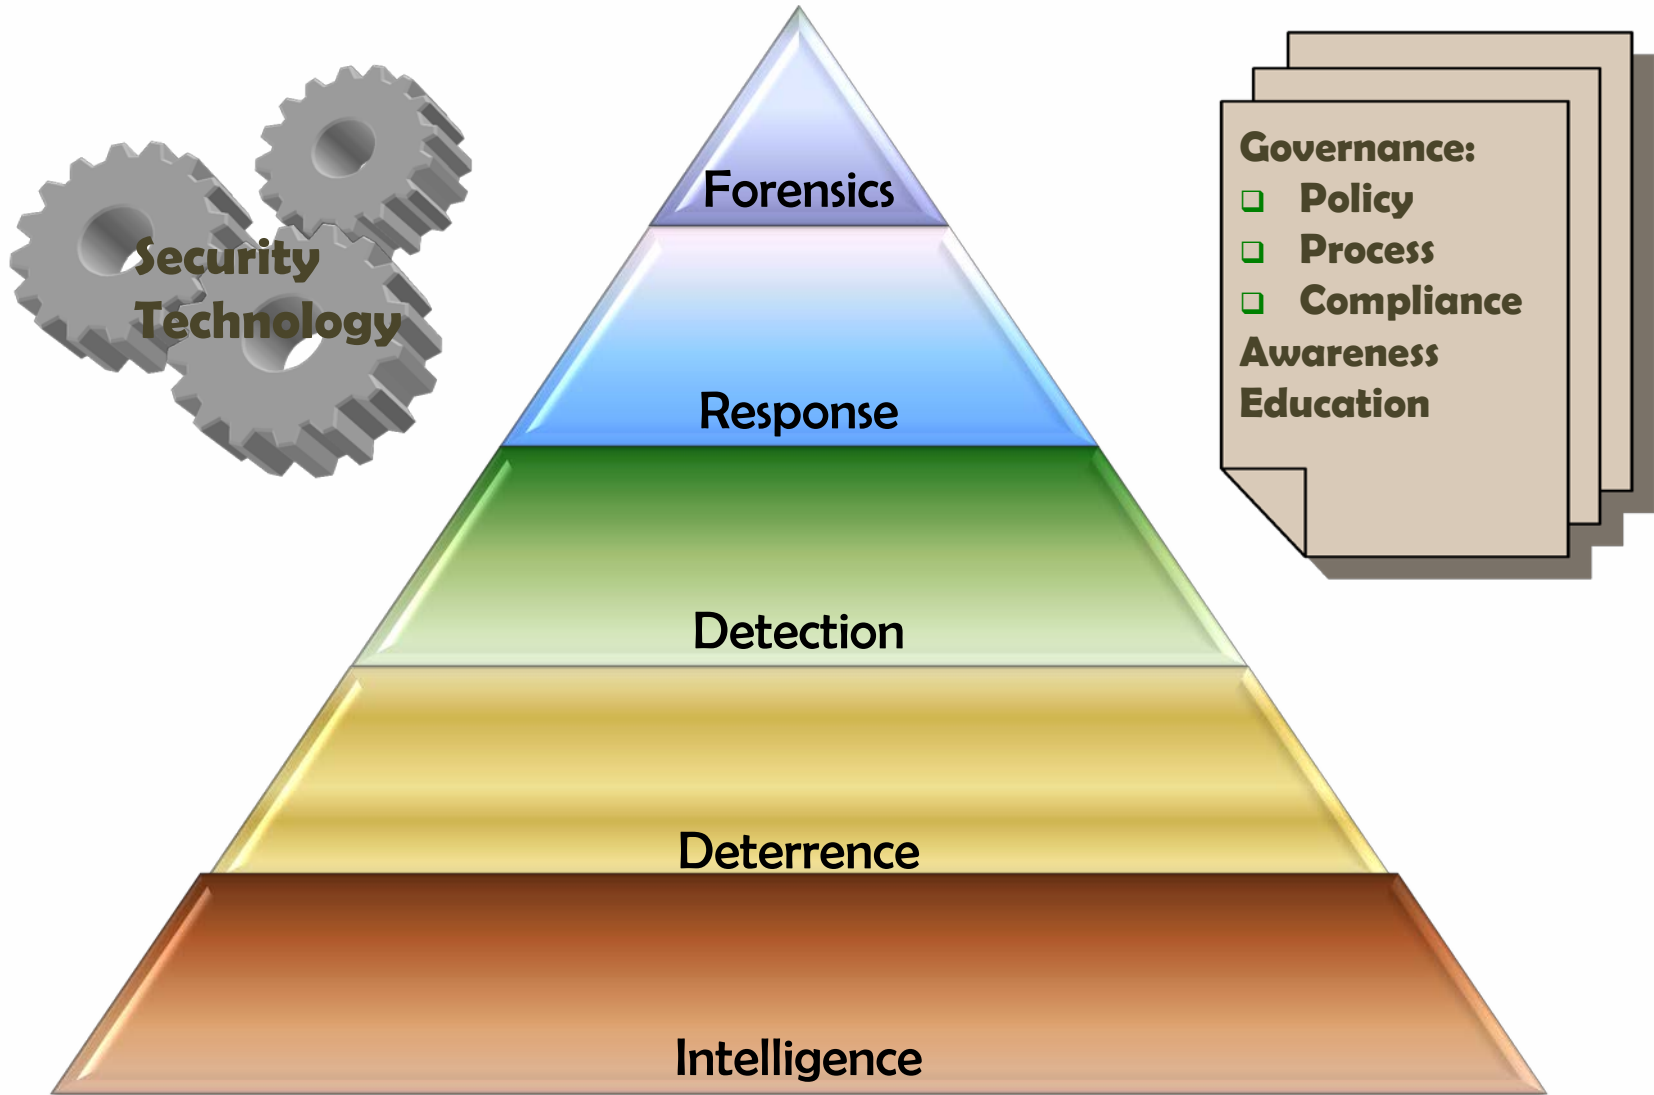 Security
Technology
Forensics
Response
Detection
Deterrence
Intelligence
Governance:
Policy
Process
Compliance
Awareness
Education